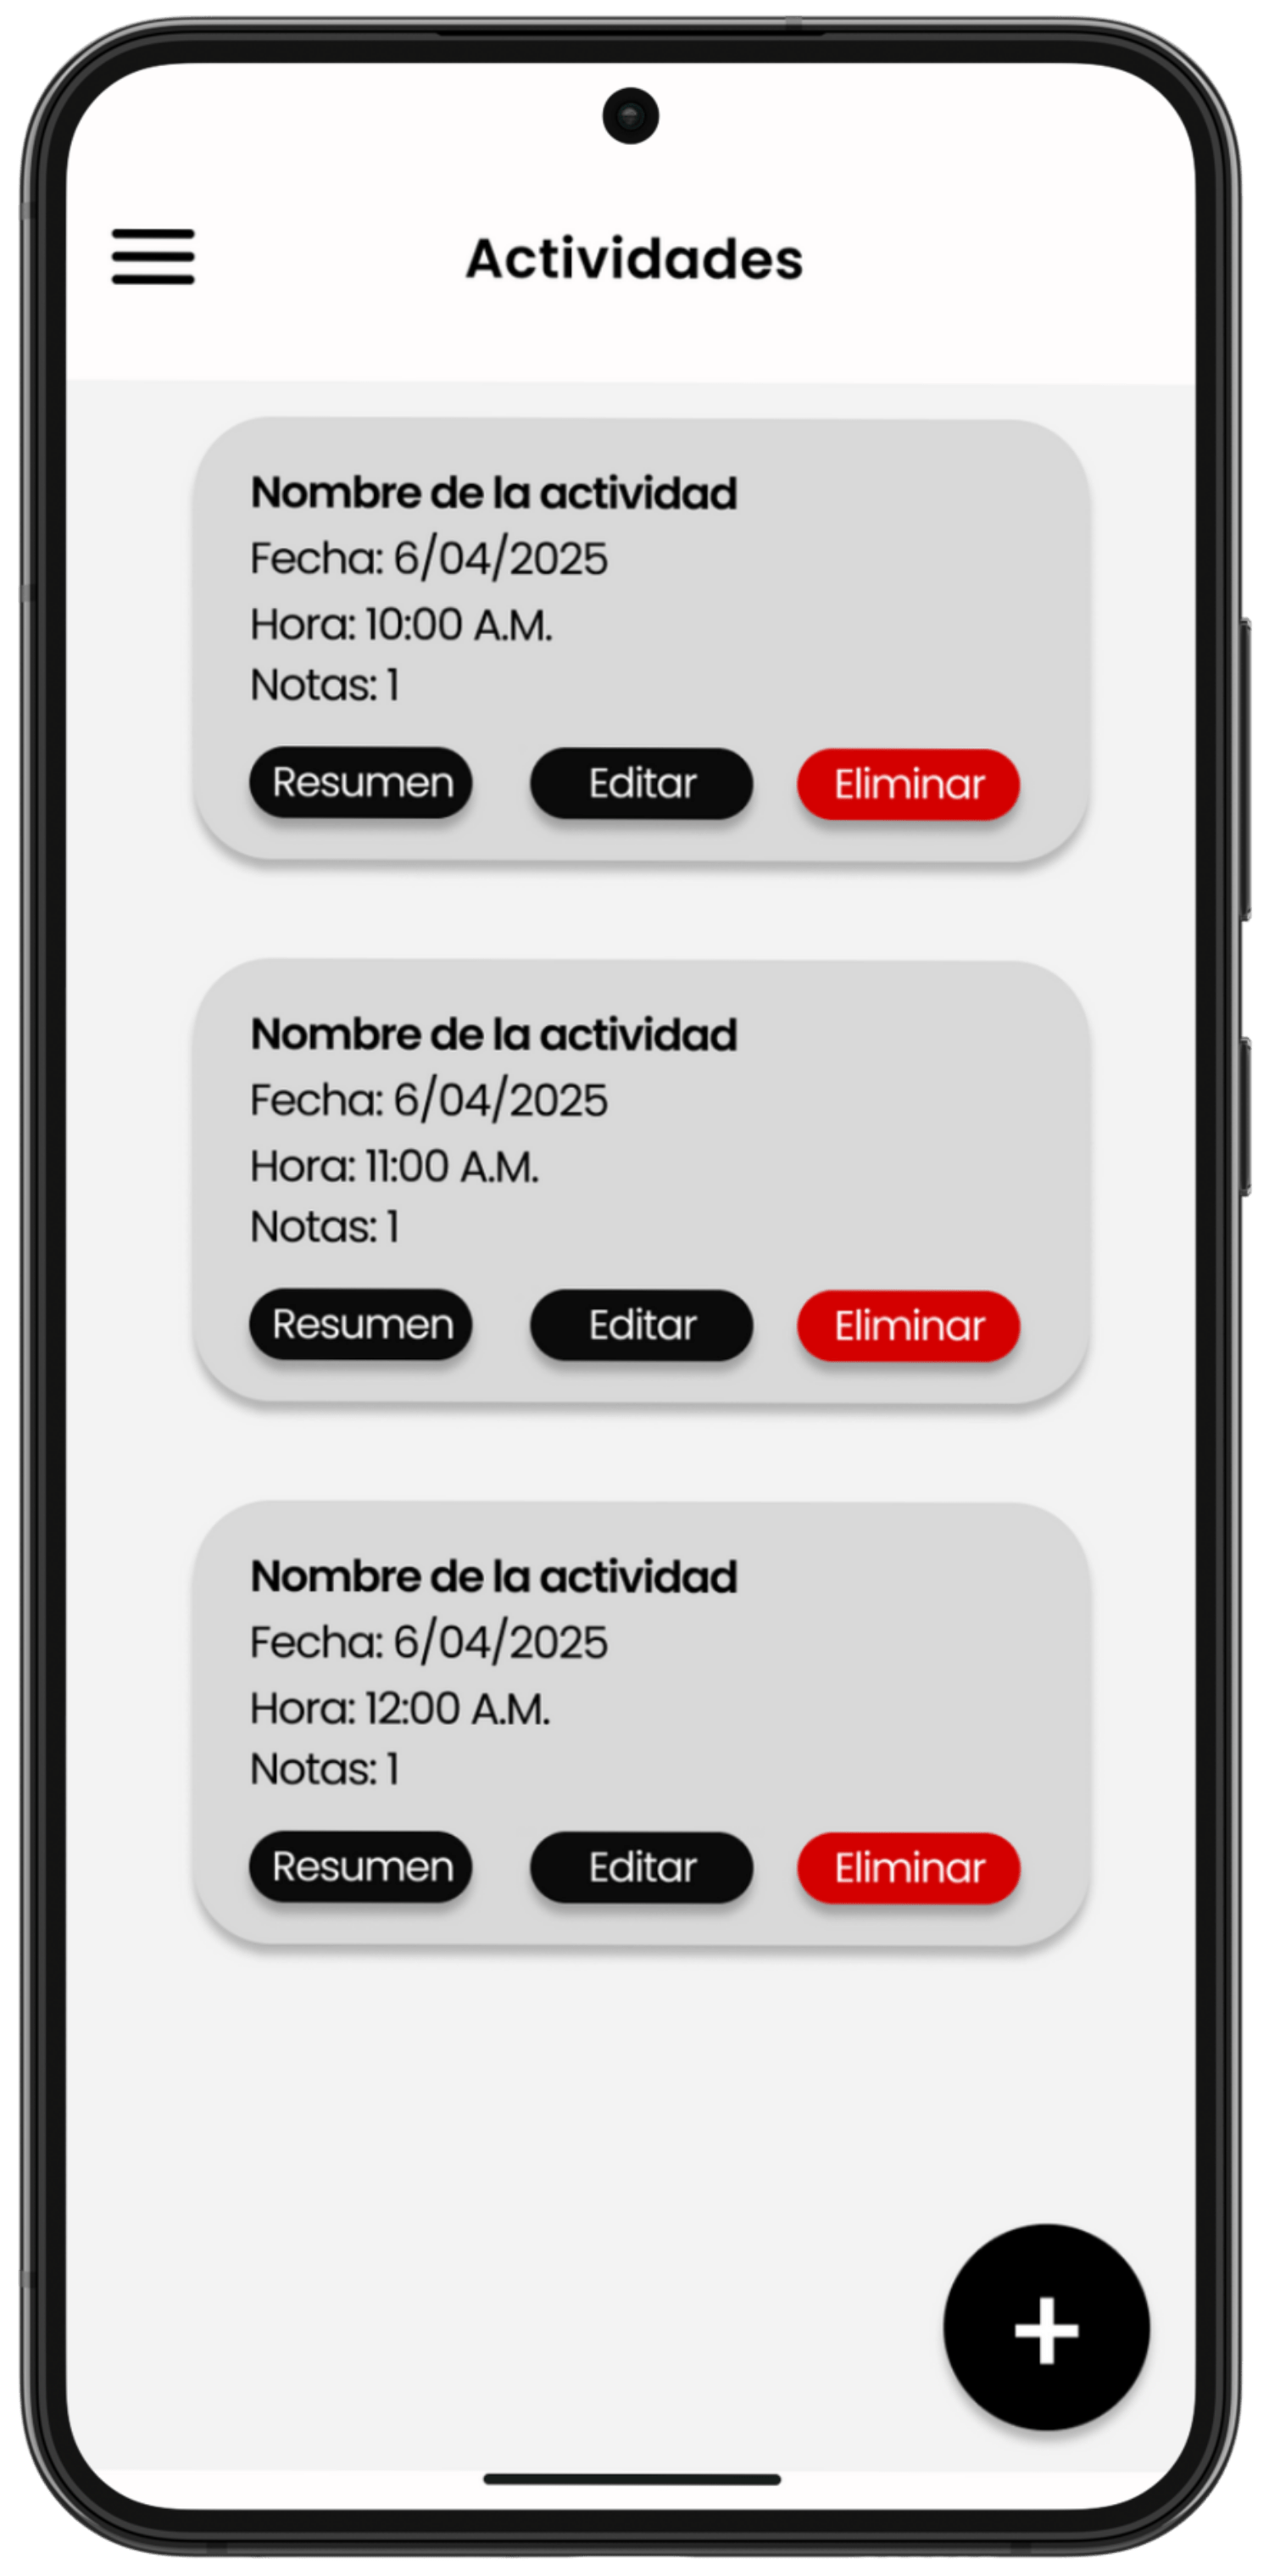 Actividades
Nombre de la actividad
Fecha: 6/04/2025
Hora: 10:00 A.M.
Notas: 1
Resumen Editar Eliminar
Nombre de la actividad
Fecha: 6/04/2025
Hora: 11:00 A.M.
Notas: 1
Resumen Editar Eliminar
Nombre de la actividad
Fecha: 6/04/2025
Hora: 12:00 A.M.
Notas: 1
Resumen Editar Eliminar
+